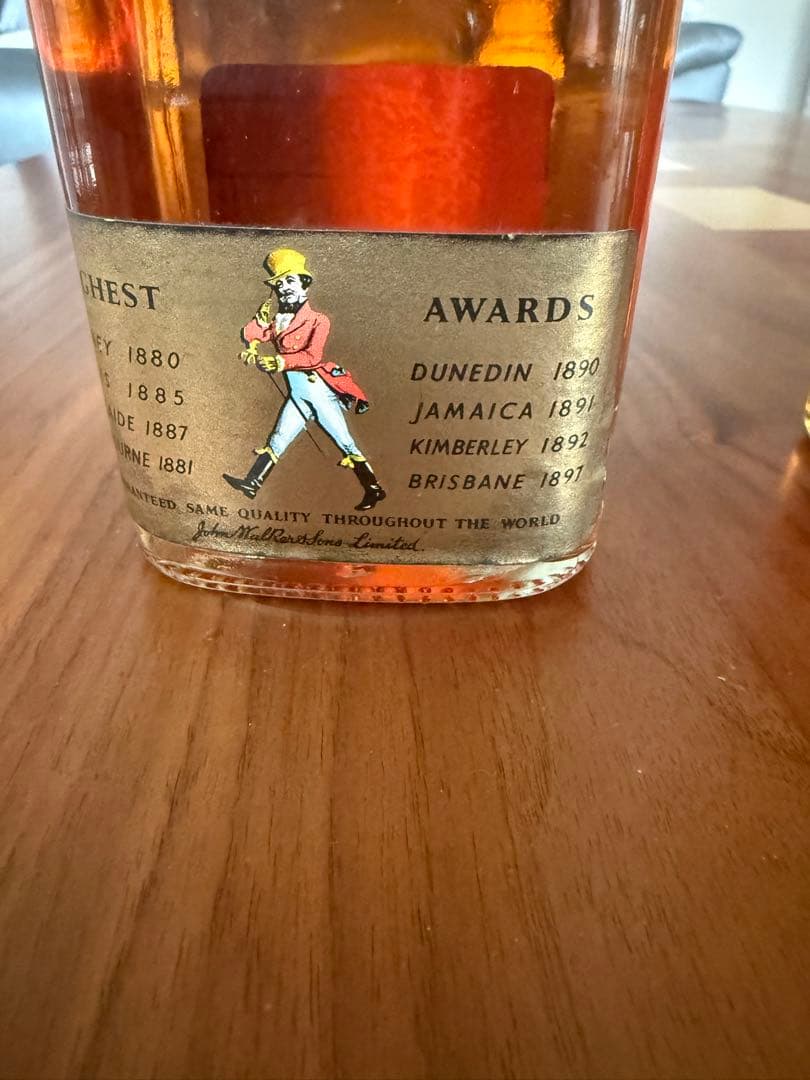 GHEST
AWARDS
EY 1880
S 1885
AIDE 1887
URNE 1881
DUNEDIN 1890
JAMAICA 1891
KIMBERLEY 1892
BRISBANE 1897
ANTEED SAME QUALITY THROUGHOUT THE WORLD
John Walker & Sons Limited.